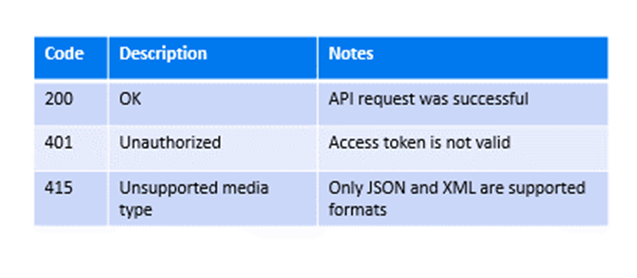 Code Description Notes
200 OK API request was successful
401 Unauthorized Access token is not valid
415 Unsupported media Only JSON and XML are supported
type formats